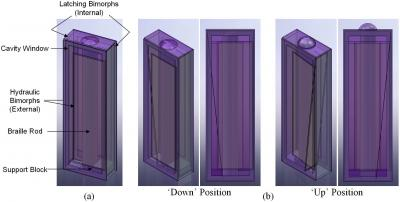 Latching Bimorphs
(Internal)
Cavity Window
Hydraulic
Bimorphs
(External)
Braille Rod
Support Block
'Down' Position
'Up' Position
(a)
(b)